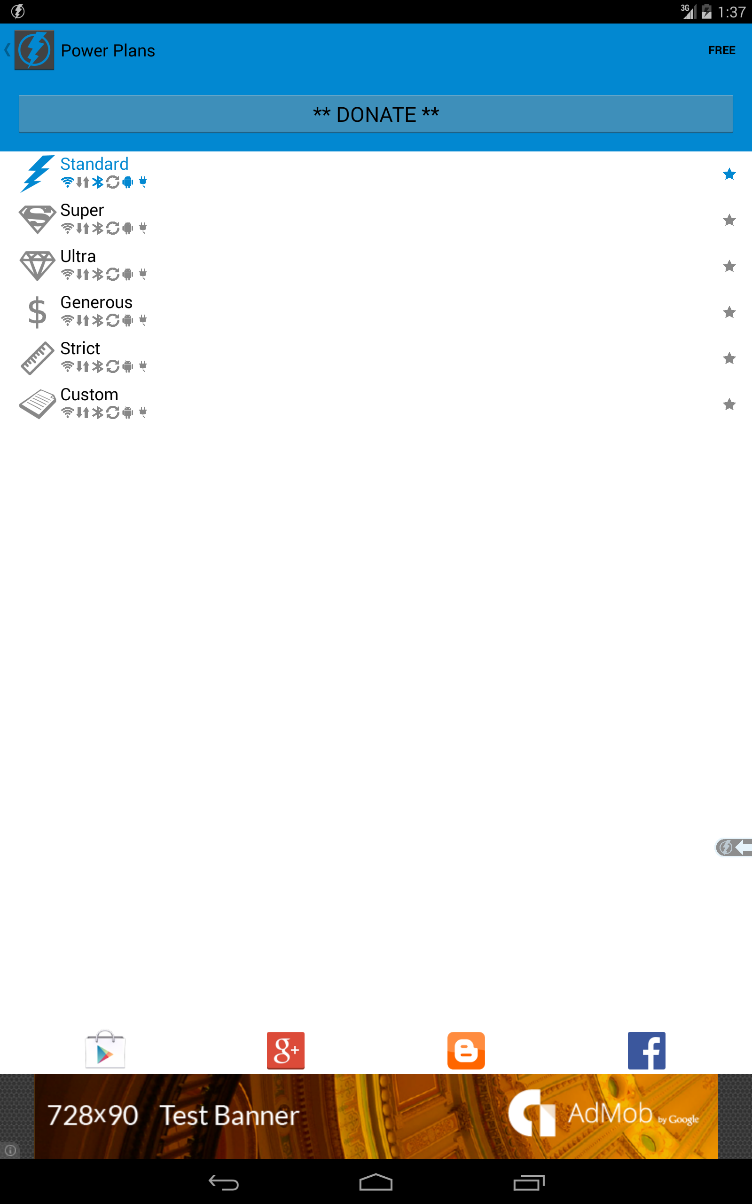 3G 1:37
Power Plans
FREE
** DONATE **
Standard
Super
Ultra
$ Generous
Strict
Custom
g+
728x90 Test Banner
AdMob by Google